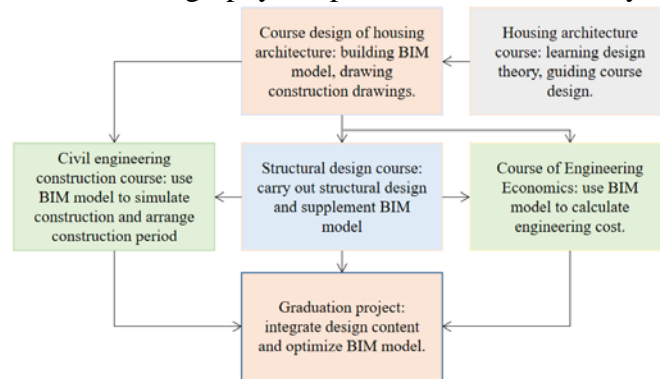 Course design of housing
architecture: building BIM
model, drawing
construction drawings.
Housing architecture
course: learning design
theory, guiding course
design.
Civil engineering
construction course: use
BIM model to simulate
construction and arrange
construction period
Structural design course:
carry out structural design
and supplement BIM
model
Course of Engineering
Economics: use BIM
model to calculate
engineering cost.
Graduation project:
integrate design content
and optimize BIM model.